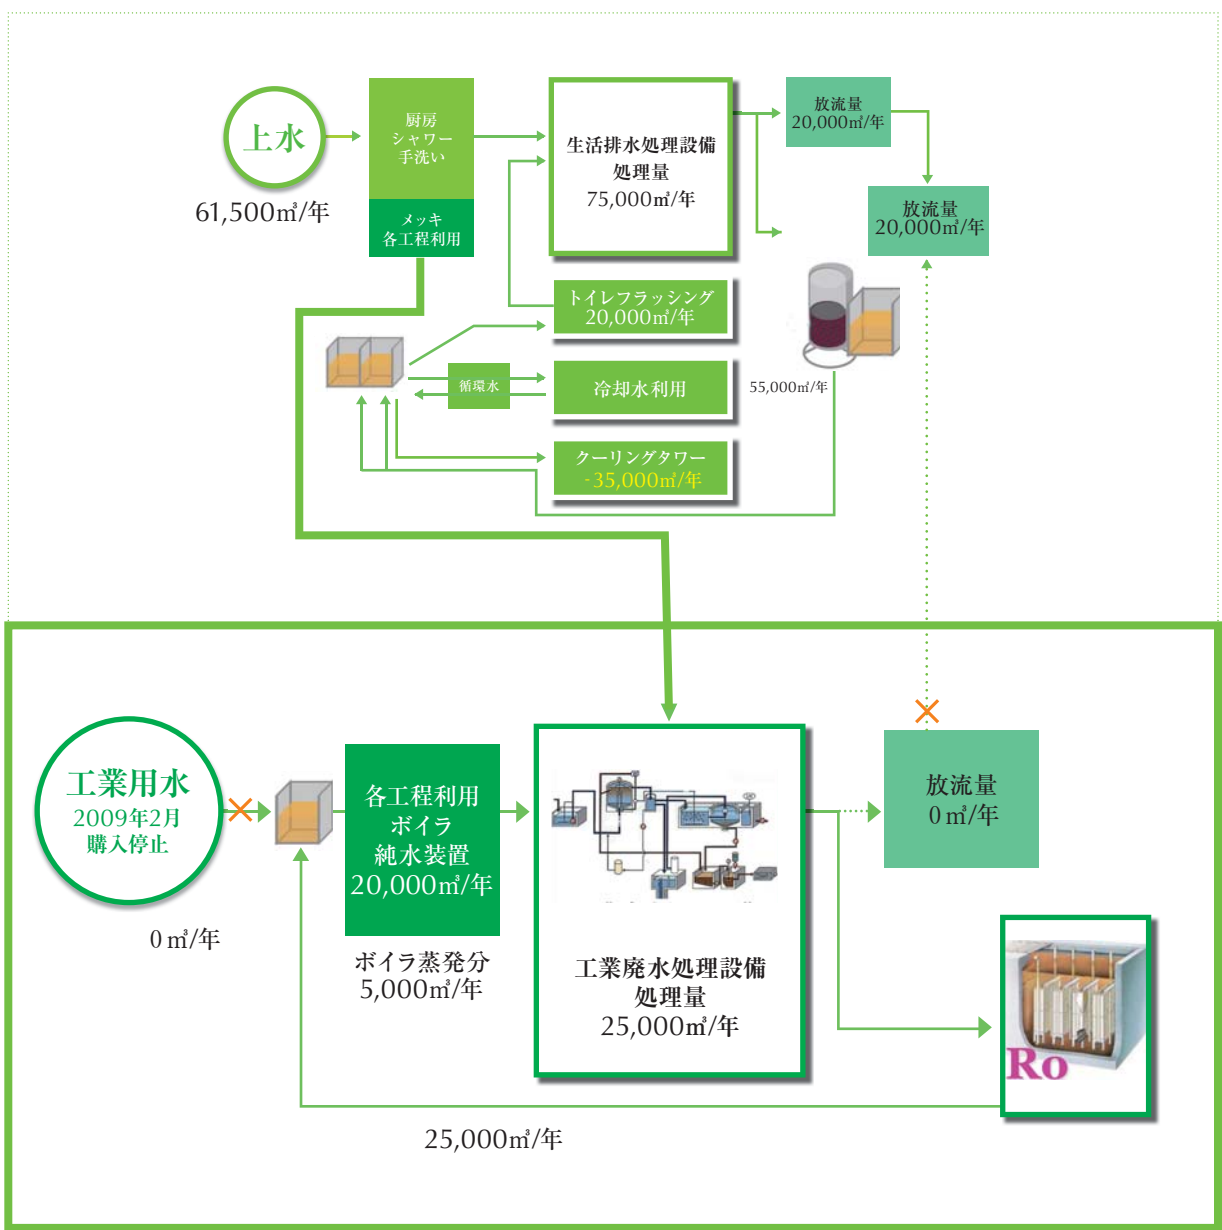 上水
61,500㎥/年
厨房
シャワー
手洗い
メッキ
各工程利用
生活排水処理設備
処理量
75,000㎥/年
放流量
20,000㎥/年
放流量
20,000㎥/年
トイレフラッシング
20,000㎥/年
循環水
冷却水利用
55,000㎥/年
クーリングタワー
-35,000㎥/年
工業用水
2009年2月
購入停止
0㎥/年
各工程利用
ボイラ
純水装置
20,000㎥/年
ボイラ蒸発分
5,000㎥/年
工業廃水処理設備
処理量
25,000㎥/年
放流量
0㎥/年
Ro
25,000㎥/年